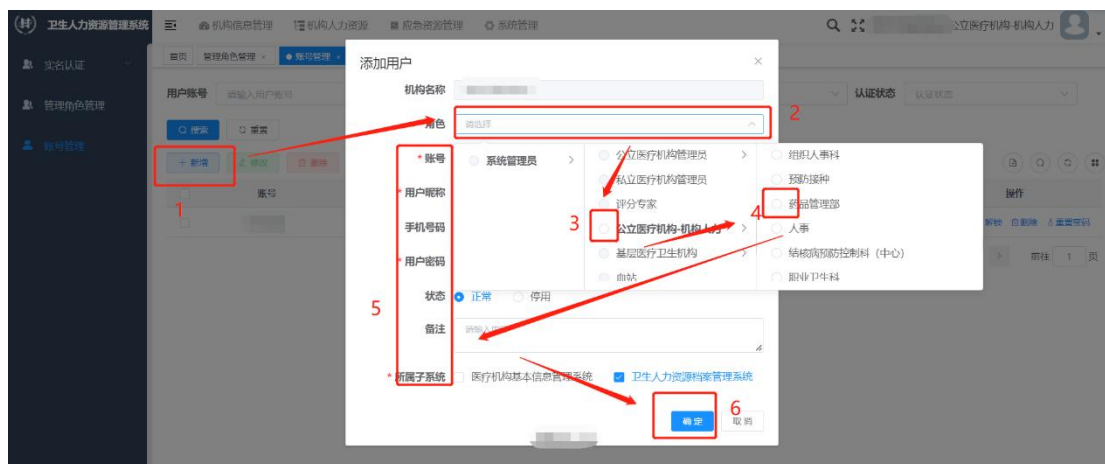 卫生人力资源管理系统
机构信息管理
机构人力资源
应急资源管理
系统管理
公立医疗机构-机构人力
实名认证
管理角色管理
账号管理
首页
管理角色管理
账号管理
用户账号
请输入用户账号
认证状态
认证状态
搜索
重置
+ 新增
修改
删除
1
账号
操作
解锁
删除
重置密码
前往 1 页
添加用户
机构名称
角色
请选择
2
* 账号
* 用户昵称
手机号码
* 用户密码
状态
正常
停用
5
备注
* 所属子系统
医疗机构基本信息管理系统
卫生人力资源档案管理系统
确定
6
取消
系统管理员
公立医疗机构管理员
私立医疗机构管理员
评分专家
3
公立医疗机构-机构人力
基层医疗卫生机构
血站
组织人事科
预防接种
4
药品管理部
人事
结核病预防控制科（中心）
职业卫生科